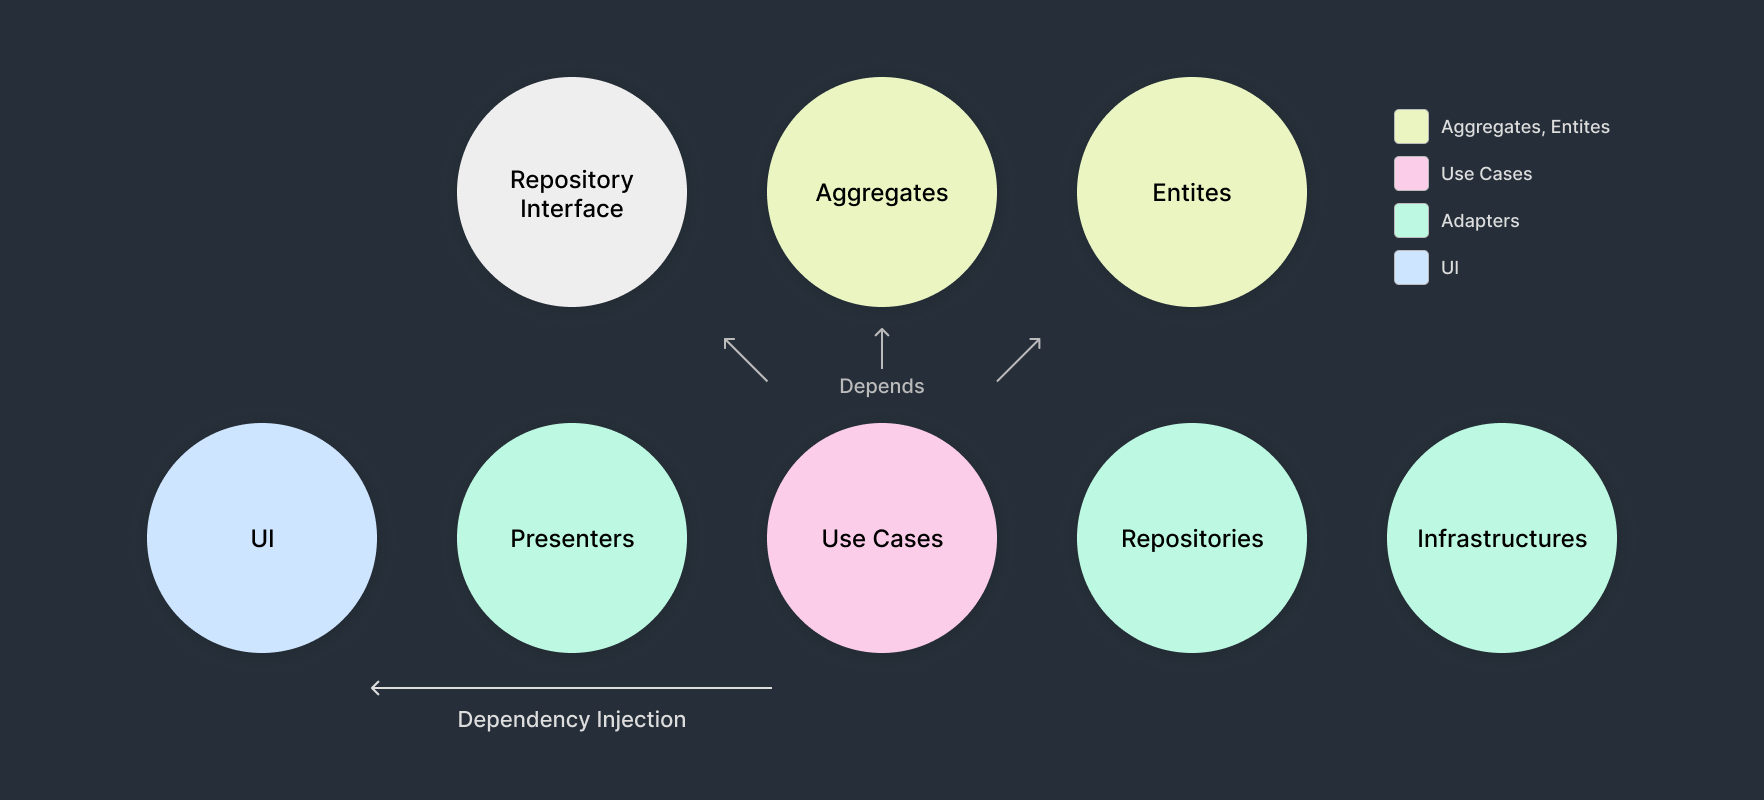 Repository
Interface
Aggregates
Entites
Aggregates, Entites
Use Cases
Adapters
UI
Depends
UI
Presenters
Use Cases
Repositories
Infrastructures
Dependency Injection